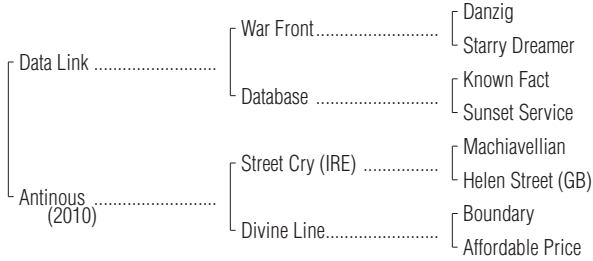 Danzig
War Front..........................
Starry Dreamer
Data Link ..........................
Known Fact
Database ..........................
Sunset Service
Machiavellian
Street Cry (IRE) ................
Helen Street (GB)
Antinous ..........................
(2010)
Boundary
Divine Line........................
Affordable Price